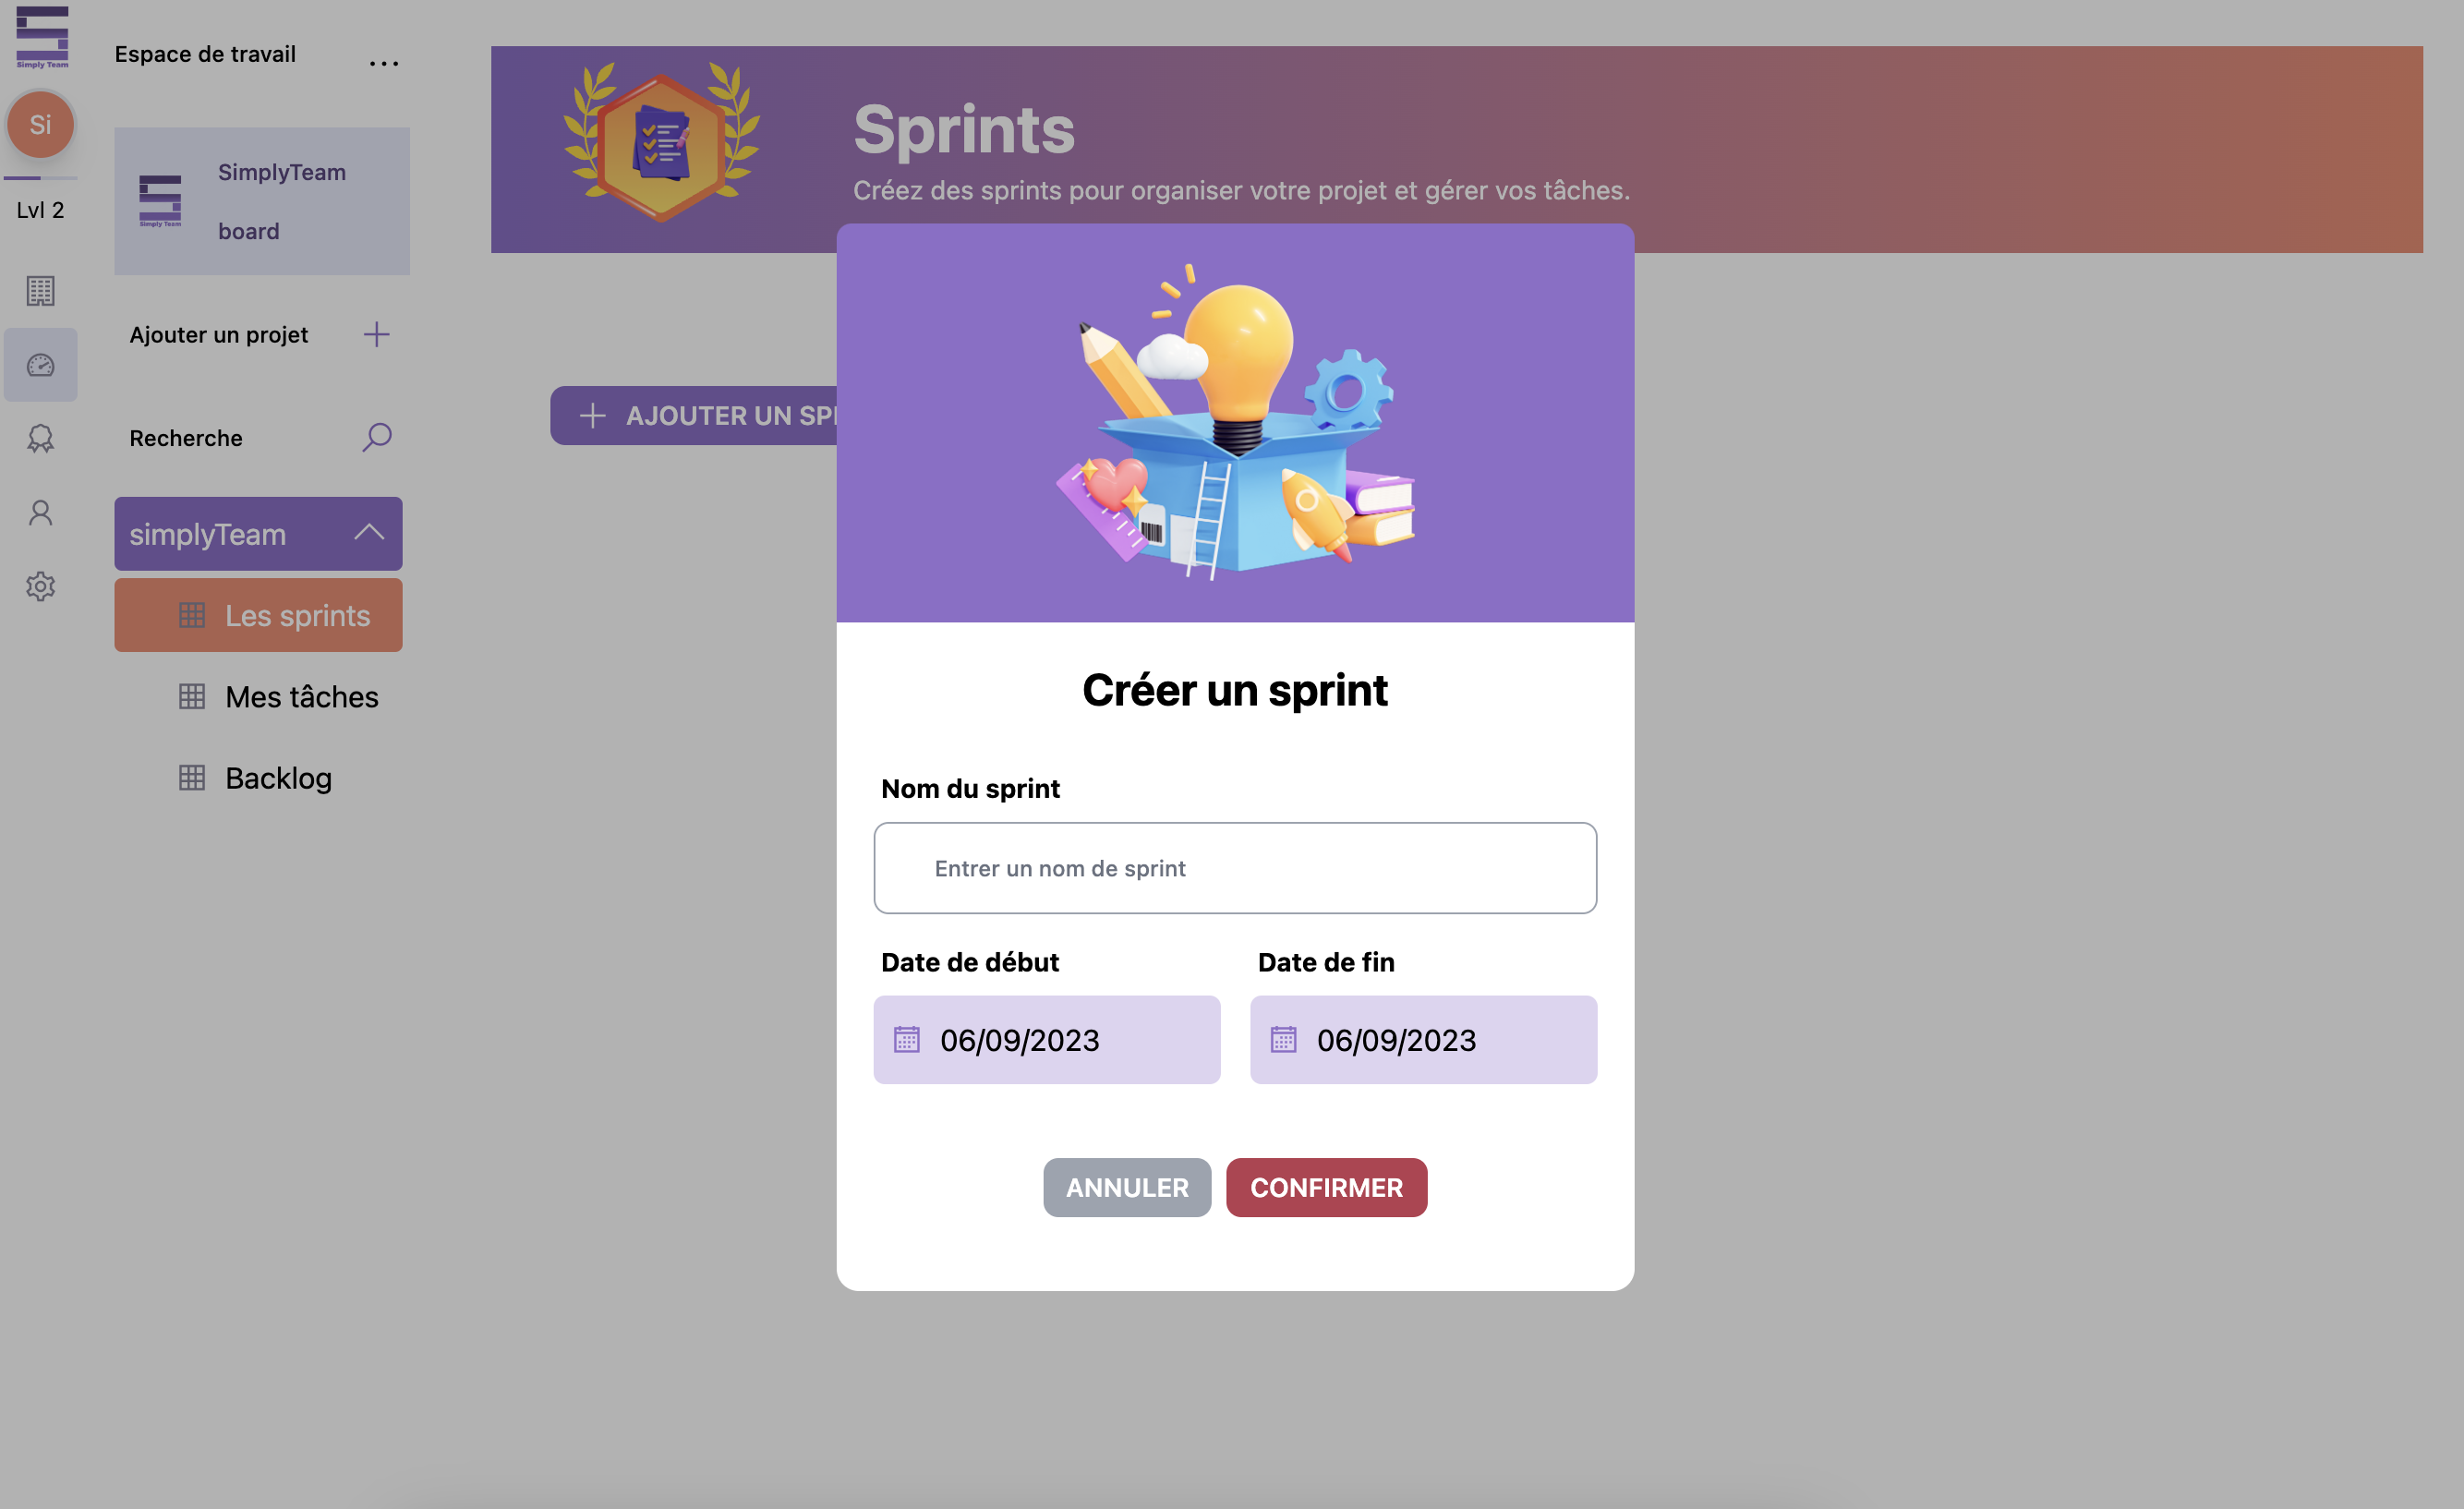 Simply Team
Espace de travail
...
Si
Lvl 2
SimplyTeam
board
Simply Team
Ajouter un projet
Recherche
simplyTeam
Les sprints
Mes tâches
Backlog
Sprints
Créez des sprints pour organiser votre projet et gérer vos tâches.
AJOUTER UN SP
Créer un sprint
Nom du sprint
Entrer un nom de sprint
Date de début
Date de fin
06/09/2023
06/09/2023
ANNULER
CONFIRMER